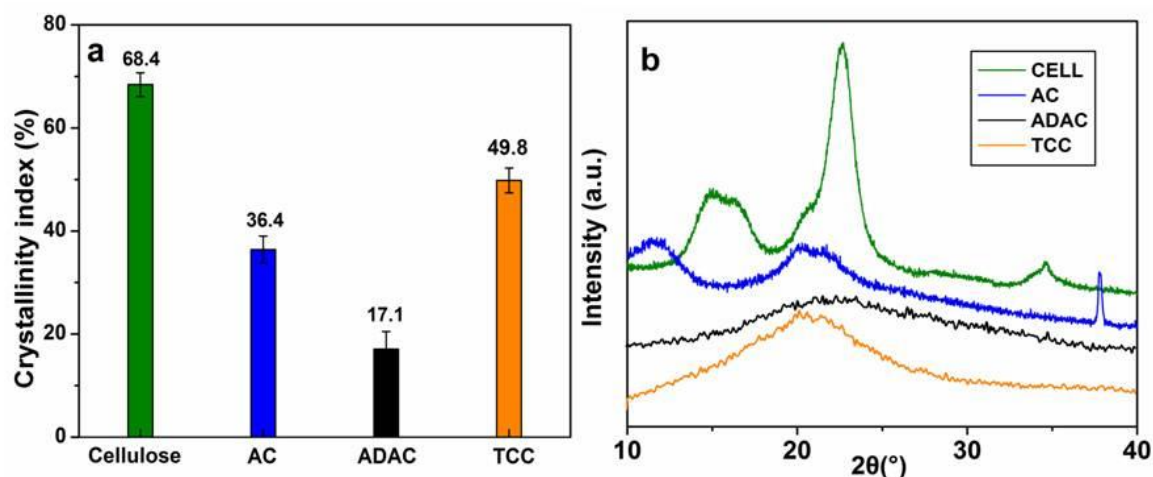 a
Crystallinity index (%)
80
60
40
20
0
68.4
36.4
17.1
49.8
Cellulose AC ADAC TCC
b
Intensity (a.u.)
CELL
AC
ADAC
TCC
10 20 30 40
2θ(°)